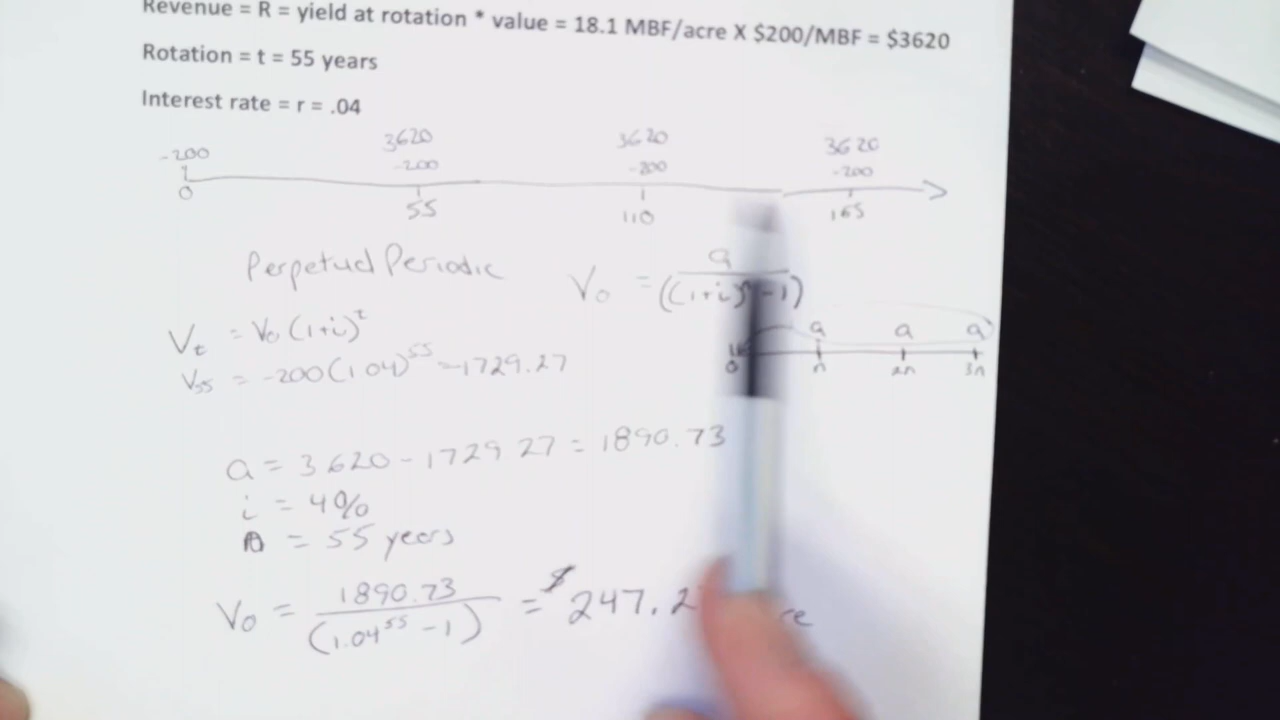 Revenue = R = yield at rotation * value = 18.1 MBF/acre X $200/MBF = $3620
Rotation = t = 55 years
Interest rate = r = .04
-200 3620 3620 3620
-200 -200 -200
0 55 110 165
Perpetual Periodic
V₀ = a / ((1+i)ⁿ - 1)
Vₜ = V₀ (1+i)ᵗ
a a a
0 n 2n 3n
V₅₅ = -200(1.04)⁵⁵ = -1729.27
a = 3620 - 1729.27 = 1890.73
i = 4%
n = 55 years
V₀ = 1890.73 / (1.04⁵⁵ - 1) = $247.2